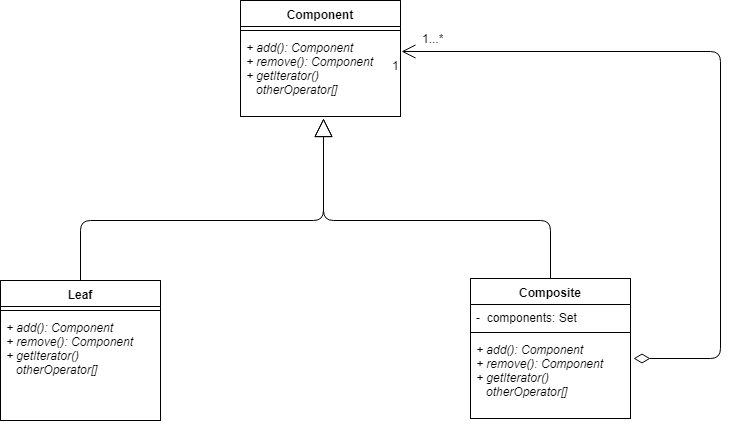 Component
+ add(): Component
+ remove(): Component
+ getIterator()
otherOperator[]
1...*
1
Leaf
+ add(): Component
+ remove(): Component
+ getIterator()
otherOperator[]
Composite
- components: Set
+ add(): Component
+ remove(): Component
+ getIterator()
otherOperator[]